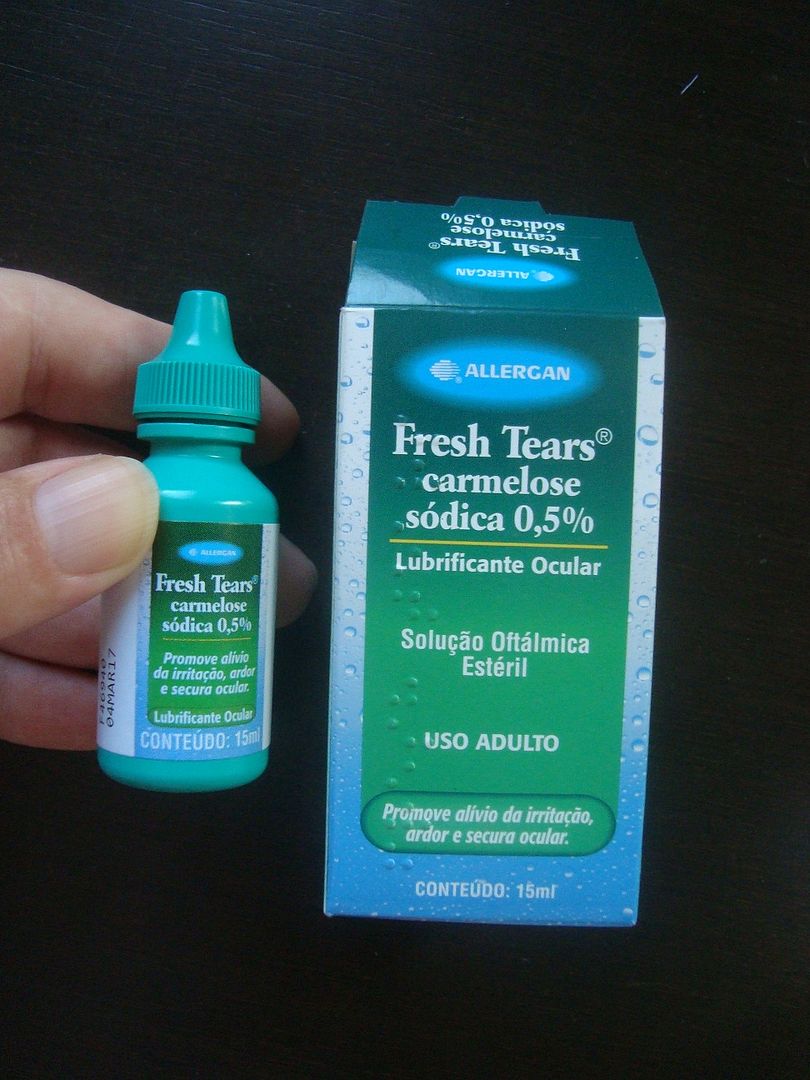 ALLERGAN
Fresh Tears®
carmelose
sódica 0,5%
Promove alívio
da irritação, ardor
e secura ocular.
Lubrificante Ocular
CONTEÚDO: 15ml
F46940
04MAR17
Fresh Tears®
carmelose
sódica 0,5%
ALLERGAN
ALLERGAN
Fresh Tears®
carmelose
sódica 0,5%
Lubrificante Ocular
Solução Oftálmica
Estéril
USO ADULTO
Promove alívio da irritação,
ardor e secura ocular.
CONTEÚDO: 15ml